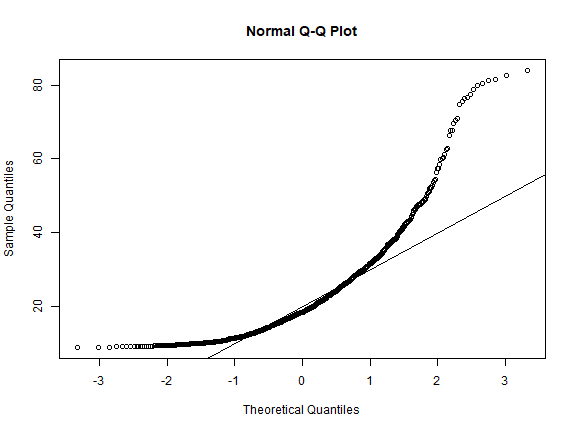 Normal Q-Q Plot
Sample Quantiles
80
60
40
20
-3 -2 -1 0 1 2 3
Theoretical Quantiles